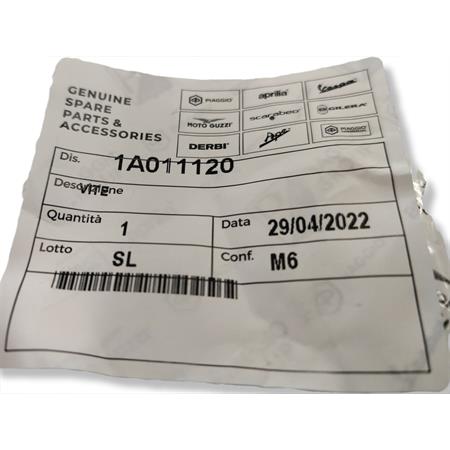 GENUINE
SPARE
PARTS &
ACCESSORIES
PIAGGIO aprilia Vespa
MOTO GUZZI scarabeo GILERA
DERBI Ape PIAGGIO
Dis. 1A011120
Descrizione
VITE
Quantità 1 Data 29/04/2022
Lotto SL Conf. M6